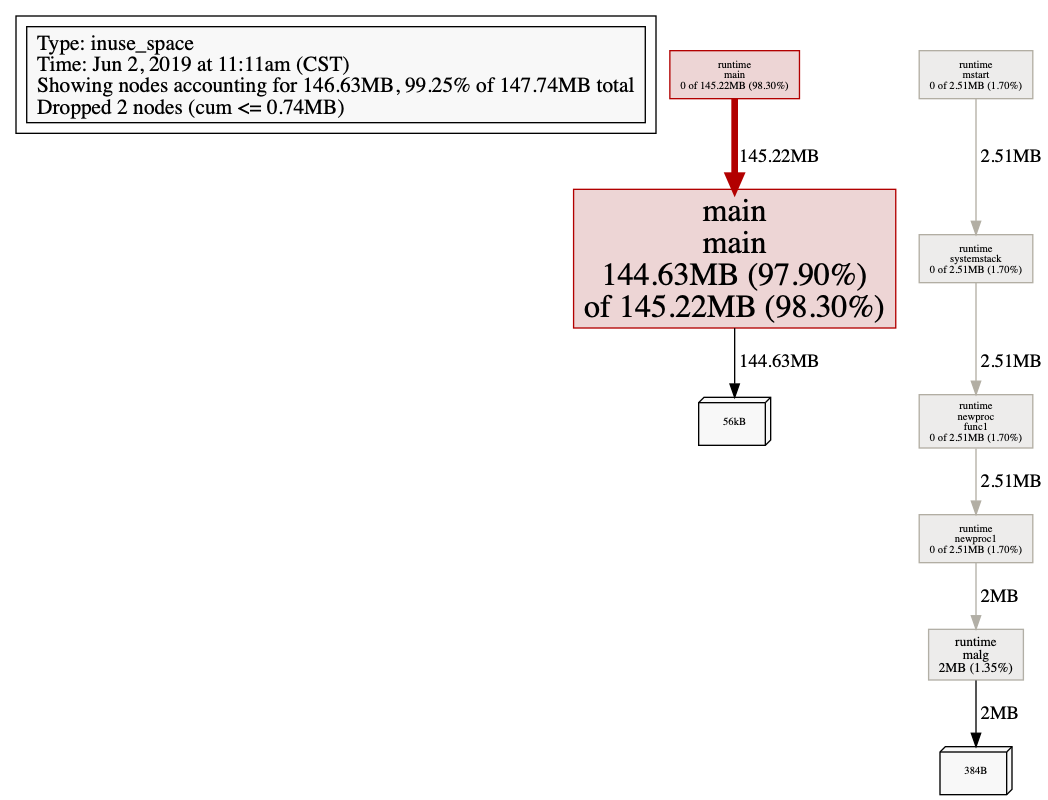 Type: inuse_space
Time: Jun 2, 2019 at 11:11am (CST)
Showing nodes accounting for 146.63MB, 99.25% of 147.74MB total
Dropped 2 nodes (cum <= 0.74MB)
runtime
main
0 of 145.22MB (98.30%)
145.22MB
main
main
144.63MB (97.90%)
of 145.22MB (98.30%)
144.63MB
56kB
runtime
mstart
0 of 2.51MB (1.70%)
2.51MB
runtime
systemstack
0 of 2.51MB (1.70%)
2.51MB
runtime
newproc
func1
0 of 2.51MB (1.70%)
2.51MB
runtime
newproc1
0 of 2.51MB (1.70%)
2MB
runtime
malg
2MB (1.35%)
2MB
384B